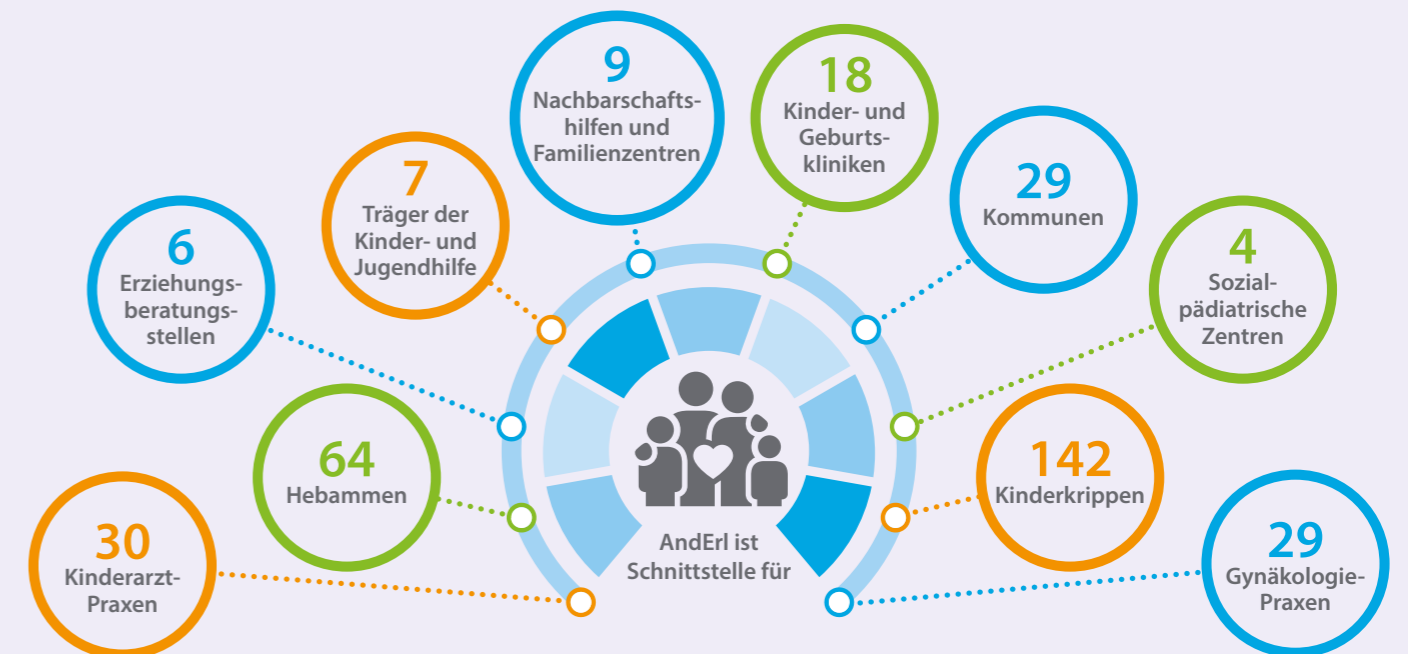 9
Nachbarschafts-
hilfen und
Familienzentren
18
Kinder- und
Geburts-
kliniken
7
Träger der
Kinder- und
Jugendhilfe
29
Kommunen
6
Erziehungs-
beratungs-
stellen
4
Sozial-
pädiatrische
Zentren
64
Hebammen
142
Kinderkrippen
30
Kinderarzt-
Praxen
AndErl ist
Schnittstelle für
29
Gynäkologie-
Praxen